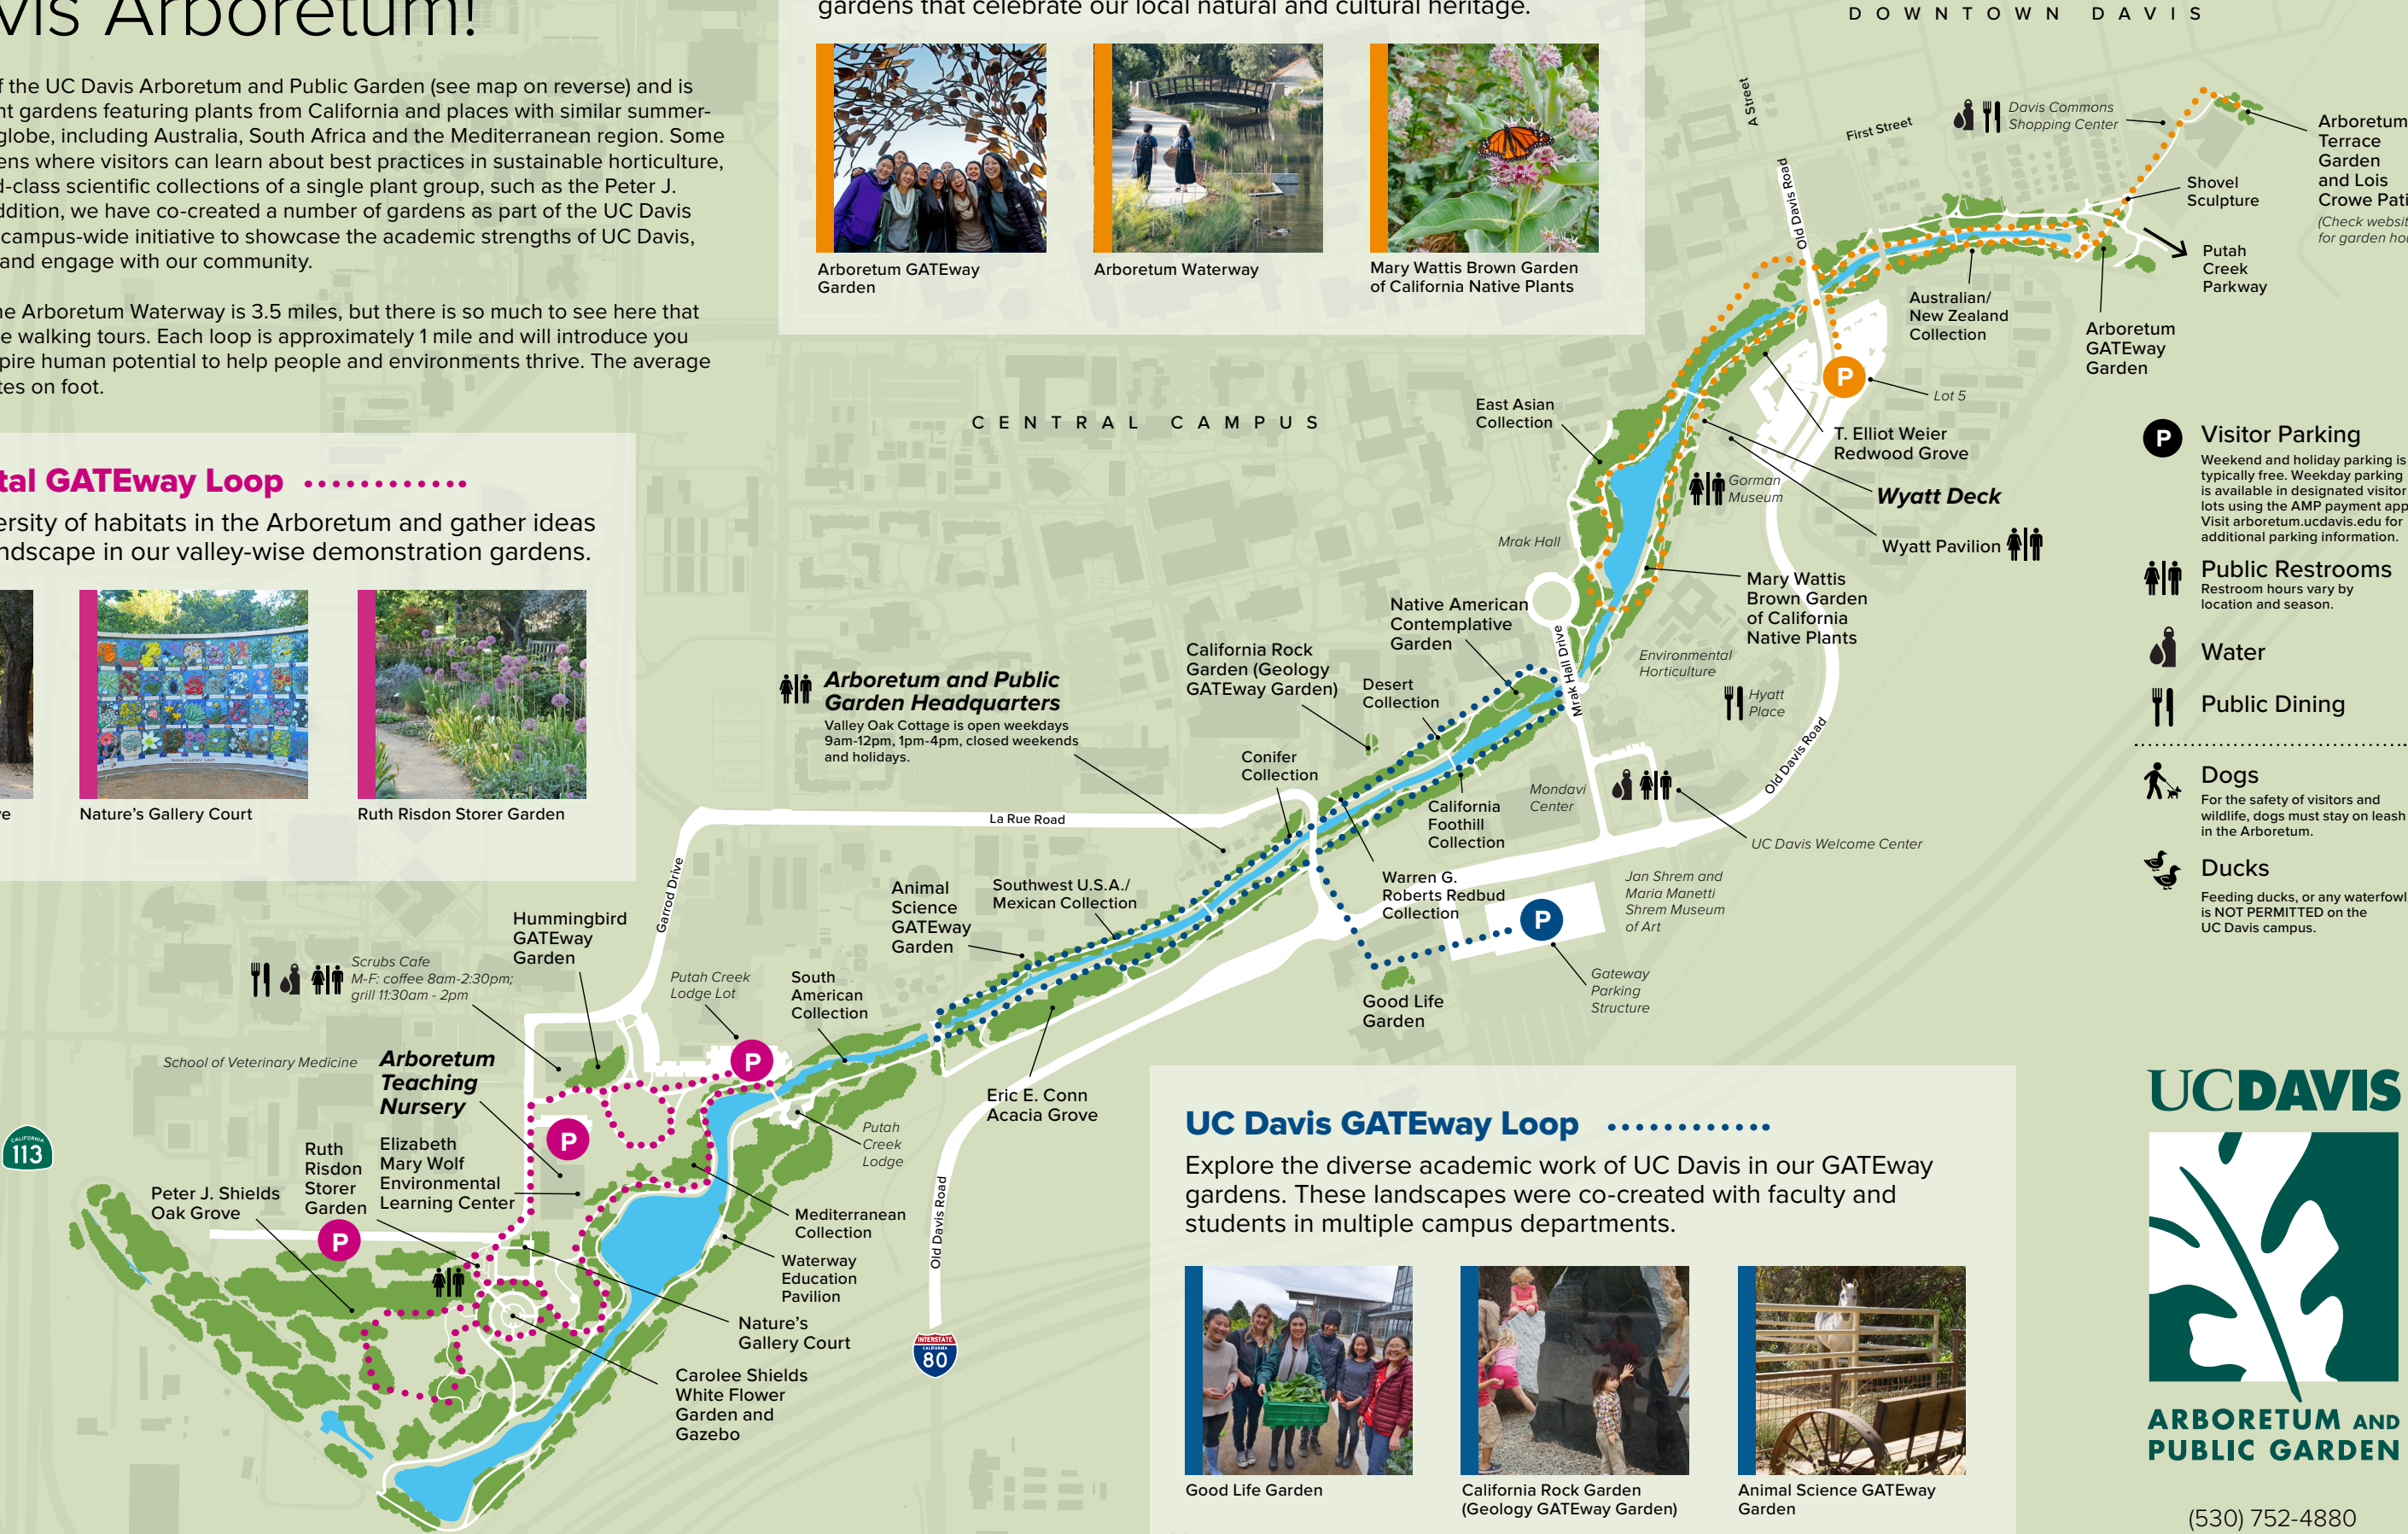 vis Arboretum!
f the UC Davis Arboretum and Public Garden (see map on reverse) and is
nt gardens featuring plants from California and places with similar summer-
globe, including Australia, South Africa and the Mediterranean region. Some
ens where visitors can learn about best practices in sustainable horticulture,
d-class scientific collections of a single plant group, such as the Peter J.
ddition, we have co-created a number of gardens as part of the UC Davis
campus-wide initiative to showcase the academic strengths of UC Davis,
and engage with our community.
he Arboretum Waterway is 3.5 miles, but there is so much to see here that
e walking tours. Each loop is approximately 1 mile and will introduce you
pire human potential to help people and environments thrive. The average
tes on foot.
tal GATEway Loop
ersity of habitats in the Arboretum and gather ideas
ndscape in our valley-wise demonstration gardens.
ve
Nature's Gallery Court
Ruth Risdon Storer Garden
gardens that celebrate our local natural and cultural heritage.
Arboretum GATEway
Garden
Arboretum Waterway
Mary Wattis Brown Garden
of California Native Plants
DOWNTOWN DAVIS
A Street
First Street
Old Davis Road
Davis Commons
Shopping Center
Arboretum
Terrace
Garden
and Lois
Crowe Pati
(Check websit
for garden hou
Shovel
Sculpture
Putah
Creek
Parkway
Australian/
New Zealand
Collection
Arboretum
GATEway
Garden
P
Lot 5
CENTRAL CAMPUS
East Asian
Collection
T. Elliot Weier
Redwood Grove
Gorman
Museum
Wyatt Deck
Wyatt Pavilion
Mrak Hall
Mary Wattis
Brown Garden
of California
Native Plants
Native American
Contemplative
Garden
California Rock
Garden (Geology
GATEway Garden)
Desert
Collection
Mrak Hall Drive
Environmental
Horticulture
Hyatt
Place
Old Davis Road
Arboretum and Public
Garden Headquarters
Valley Oak Cottage is open weekdays
9am-12pm, 1pm-4pm, closed weekends
and holidays.
Conifer
Collection
California
Foothill
Collection
Mondavi
Center
UC Davis Welcome Center
La Rue Road
Garrod Drive
Warren G.
Roberts Redbud
Collection
P
Jan Shrem and
Maria Manetti
Shrem Museum
of Art
Gateway
Parking
Structure
Good Life
Garden
Animal
Science
GATEway
Garden
Southwest U.S.A./
Mexican Collection
Hummingbird
GATEway
Garden
Scrubs Cafe
M-F: coffee 8am-2:30pm;
grill 11:30am - 2pm
Putah Creek
Lodge Lot
South
American
Collection
School of Veterinary Medicine
Arboretum
Teaching
Nursery
P
P
Eric E. Conn
Acacia Grove
Putah
Creek
Lodge
CALIFORNIA
113
Ruth
Risdon
Storer
Garden
Elizabeth
Mary Wolf
Environmental
Learning Center
Peter J. Shields
Oak Grove
P
Mediterranean
Collection
Waterway
Education
Pavilion
Old Davis Road
Nature's
Gallery Court
INTERSTATE
CALIFORNIA
80
Carolee Shields
White Flower
Garden and
Gazebo
P
Visitor Parking
Weekend and holiday parking is
typically free. Weekday parking
is available in designated visitor
lots using the AMP payment app
Visit arboretum.ucdavis.edu for
additional parking information.
Public Restrooms
Restroom hours vary by
location and season.
Water
Public Dining
Dogs
For the safety of visitors and
wildlife, dogs must stay on leash
in the Arboretum.
Ducks
Feeding ducks, or any waterfowl
is NOT PERMITTED on the
UC Davis campus.
UC Davis GATEway Loop
Explore the diverse academic work of UC Davis in our GATEway
gardens. These landscapes were co-created with faculty and
students in multiple campus departments.
Good Life Garden
California Rock Garden
(Geology GATEway Garden)
Animal Science GATEway
Garden
UCDAVIS
ARBORETUM AND
PUBLIC GARDEN
(530) 752-4880